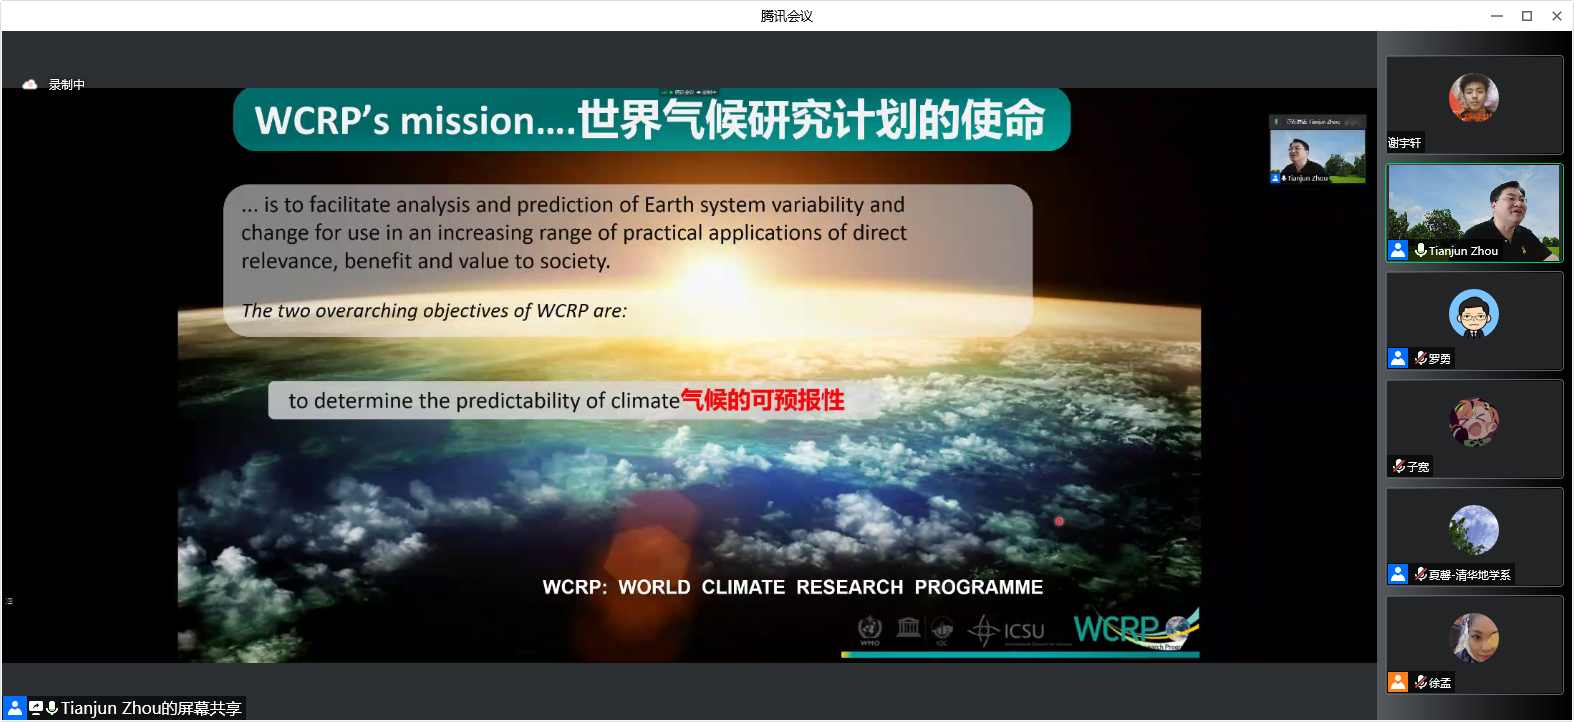 腾讯会议
录制中
WCRP’s mission….世界气候研究计划的使命
... is to facilitate analysis and prediction of Earth system variability and
change for use in an increasing range of practical applications of direct
relevance, benefit and value to society.
The two overarching objectives of WCRP are:
to determine the predictability of climate气候的可预报性
WCRP: WORLD CLIMATE RESEARCH PROGRAMME
WMO
IOC
ICSU
WCRP
Tianjun Zhou
谢宇轩
Tianjun Zhou
罗勇
子宽
夏馨-清华地学系
徐孟
Tianjun Zhou的屏幕共享